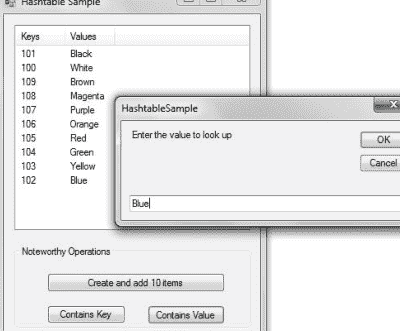 Hashtable Sample
Keys Values
101 Black
100 White
109 Brown
108 Magenta
107 Purple
106 Orange
105 Red
104 Green
103 Yellow
102 Blue
HashtableSample
Enter the value to look up
OK
Cancel
Blue
Noteworthy Operations
Create and add 10 items
Contains Key Contains Value